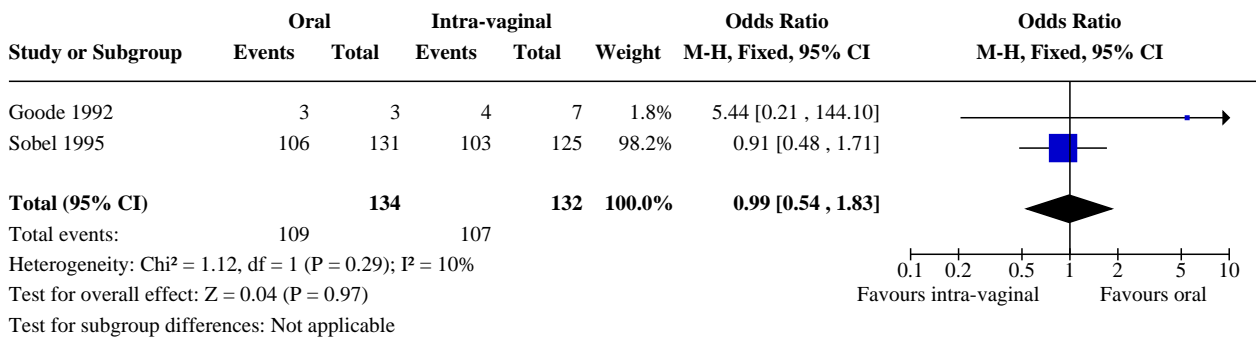 Oral Intra-vaginal Odds Ratio Odds Ratio
Study or Subgroup Events Total Events Total Weight M-H, Fixed, 95% CI M-H, Fixed, 95% CI
Goode 1992 3 3 4 7 1.8% 5.44 [0.21 , 144.10]
Sobel 1995 106 131 103 125 98.2% 0.91 [0.48 , 1.71]
Total (95% CI) 134 132 100.0% 0.99 [0.54 , 1.83]
Total events: 109 107
Heterogeneity: Chi² = 1.12, df = 1 (P = 0.29); I² = 10%
0.1 0.2 0.5 1 2 5 10
Test for overall effect: Z = 0.04 (P = 0.97)
Favours intra-vaginal Favours oral
Test for subgroup differences: Not applicable